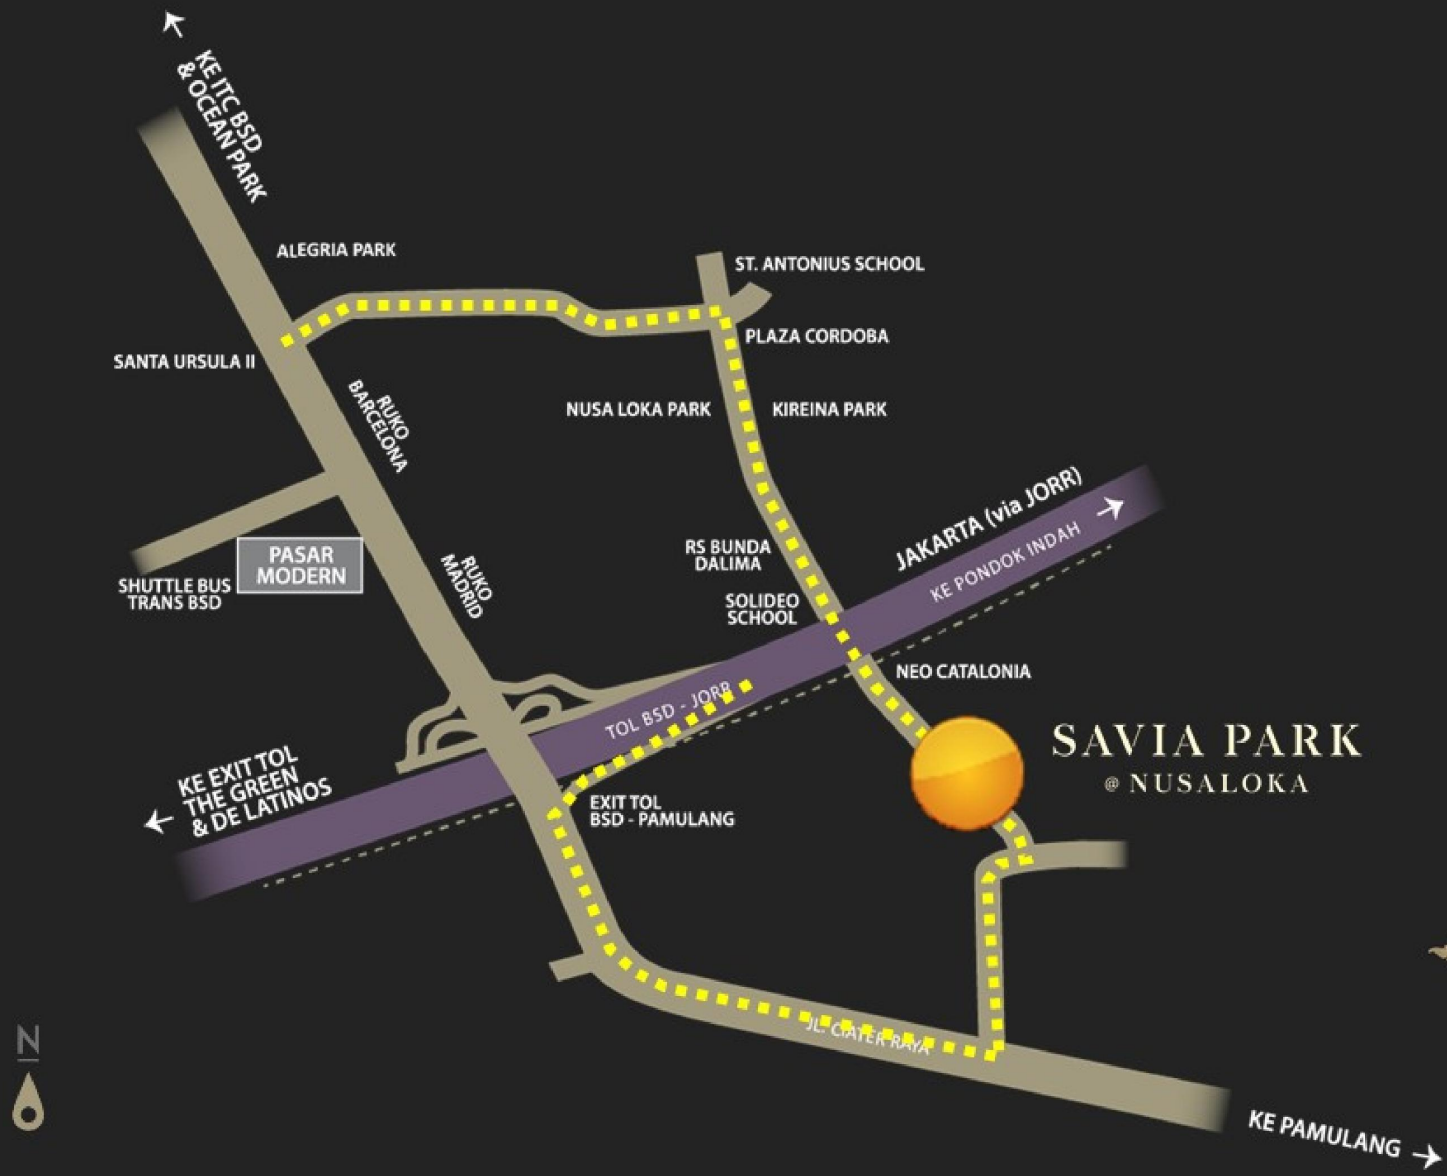 KE ITC BSD
& OCEAN PARK
ALEGRIA PARK
ST. ANTONIUS SCHOOL
PLAZA CORDOBA
SANTA URSULA II
RUKO
BARCELONA
NUSA LOKA PARK
KIREINA PARK
JAKARTA (via JORR)
KE PONDOK INDAH
RS BUNDA
DALIMA
PASAR
MODERN
RUKO
MADRID
SHUTTLE BUS
TRANS BSD
SOLIDEO
SCHOOL
NEO CATALONIA
TOL BSD - JORR
SAVIA PARK
@ NUSALOKA
KE EXIT TOL
THE GREEN
& DE LATINOS
EXIT TOL
BSD - PAMULANG
JL. CIATER RAYA
N
KE PAMULANG